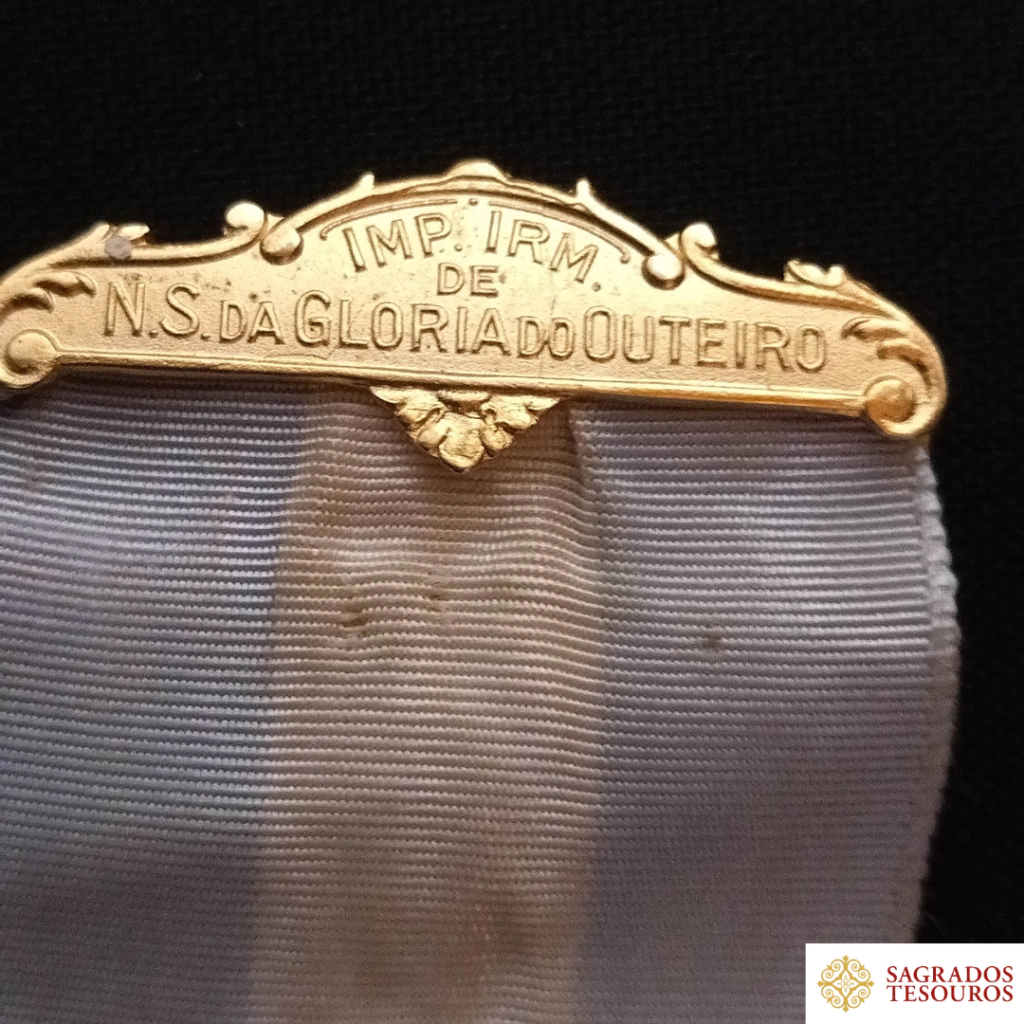 IMP. IRM.
DE
N.S. DA GLORIA DO OUTEIRO
SAGRADOS
TESOUROS